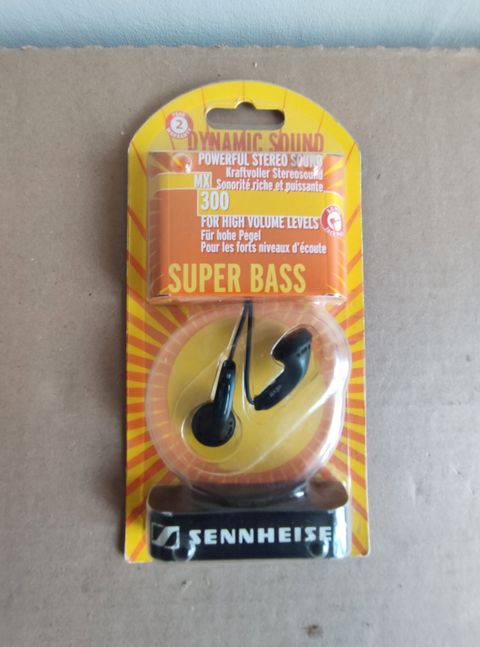 2
DYNAMIC SOUND
POWERFUL STEREO SOUND
Kraftvoller Stereosound
Sonorité riche et puissante
MX
300
FOR HIGH VOLUME LEVELS
Für hohe Pegel
Pour les forts niveaux d'écoute
SUPER BASS
SENNHEISE